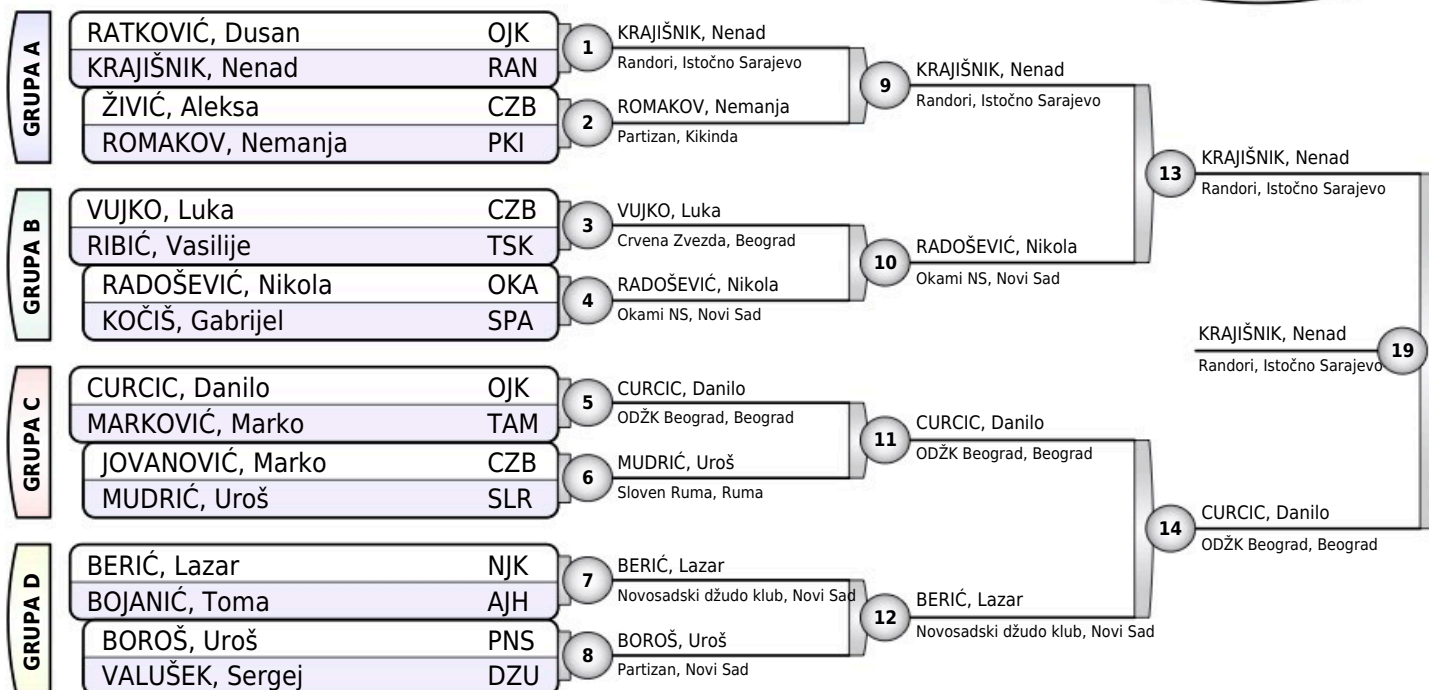 GRUPA A
RATKOVIĆ, Dusan OJK
KRAJIŠNIK, Nenad RAN
ŽIVIĆ, Aleksa CZB
ROMAKOV, Nemanja PKI
1
KRAJIŠNIK, Nenad
Randori, Istočno Sarajevo
2
ROMAKOV, Nemanja
Partizan, Kikinda
9
KRAJIŠNIK, Nenad
Randori, Istočno Sarajevo
GRUPA B
VUJKO, Luka CZB
RIBIĆ, Vasilije TSK
RADOŠEVIĆ, Nikola OKA
KOČIŠ, Gabrijel SPA
3
VUJKO, Luka
Crvena Zvezda, Beograd
4
RADOŠEVIĆ, Nikola
Okami NS, Novi Sad
10
RADOŠEVIĆ, Nikola
Okami NS, Novi Sad
13
KRAJIŠNIK, Nenad
Randori, Istočno Sarajevo
GRUPA C
CURCIC, Danilo OJK
MARKOVIĆ, Marko TAM
JOVANOVIĆ, Marko CZB
MUDRIĆ, Uroš SLR
5
CURCIC, Danilo
ODŽK Beograd, Beograd
6
MUDRIĆ, Uroš
Sloven Ruma, Ruma
11
CURCIC, Danilo
ODŽK Beograd, Beograd
GRUPA D
BERIĆ, Lazar NJK
BOJANIĆ, Toma AJH
BOROŠ, Uroš PNS
VALUŠEK, Sergej DZU
7
BERIĆ, Lazar
Novosadski džudo klub, Novi Sad
8
BOROŠ, Uroš
Partizan, Novi Sad
12
BERIĆ, Lazar
Novosadski džudo klub, Novi Sad
14
CURCIC, Danilo
ODŽK Beograd, Beograd
KRAJIŠNIK, Nenad
Randori, Istočno Sarajevo
19